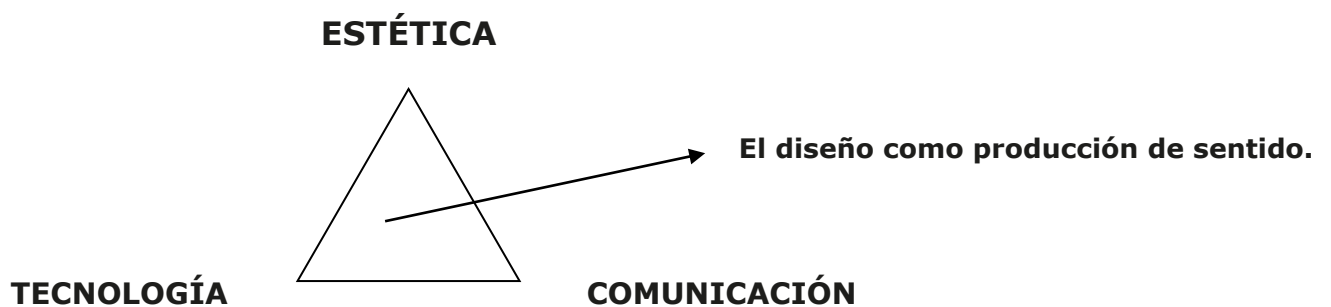 ESTÉTICA
El diseño como producción de sentido.
TECNOLOGÍA
COMUNICACIÓN